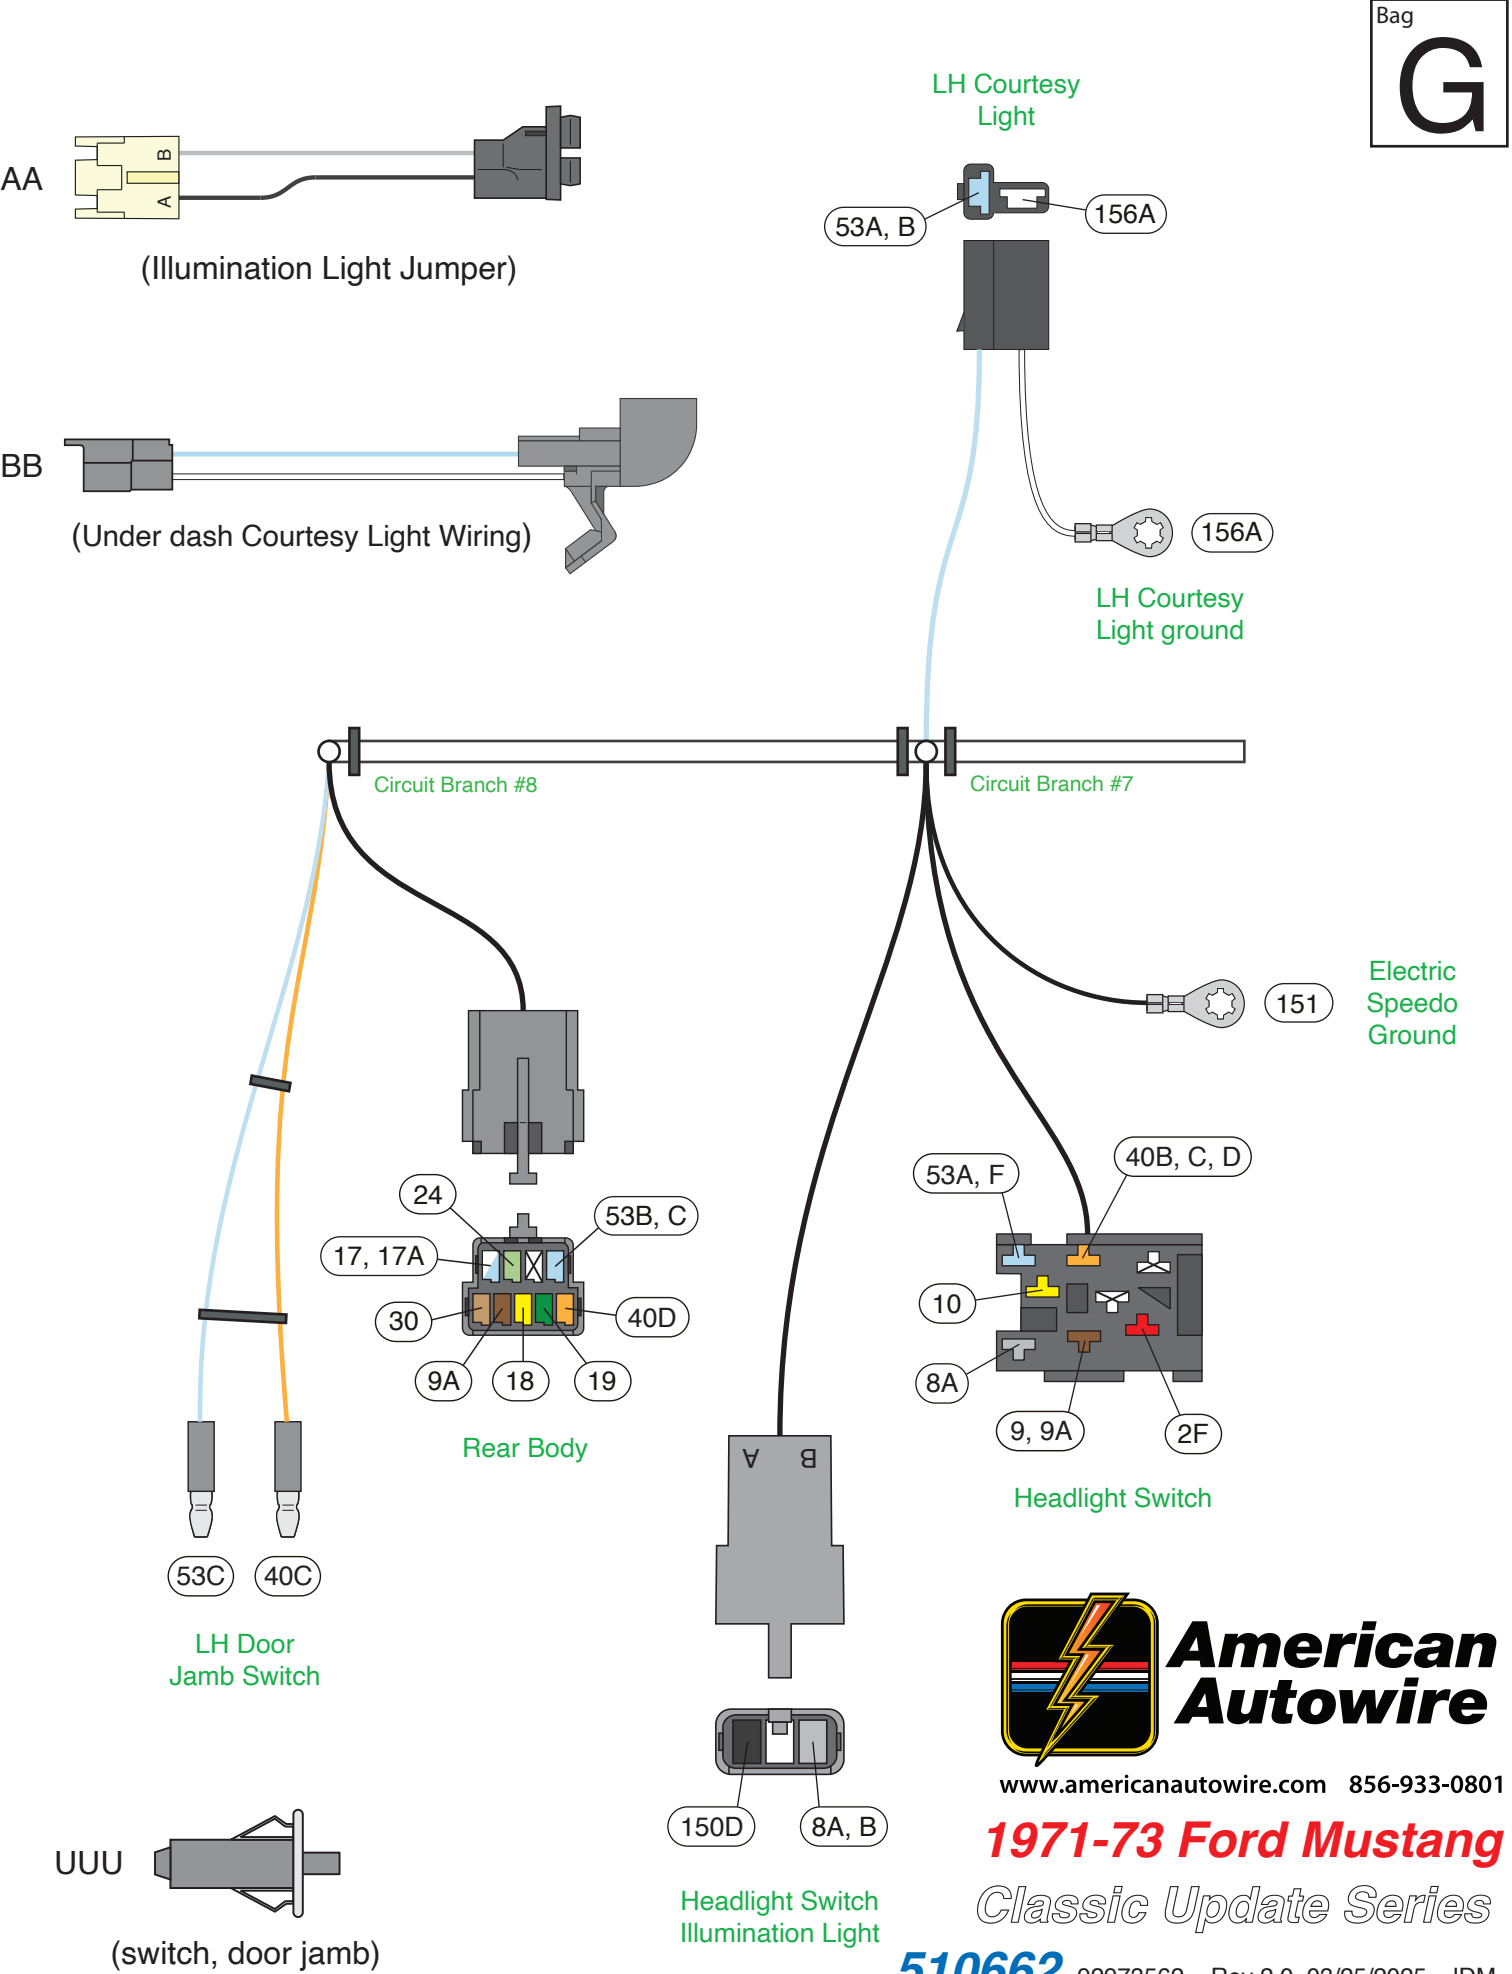 Bag
G
LH Courtesy
Light
AA
B
A
53A, B
156A
(Illumination Light Jumper)
BB
(Under dash Courtesy Light Wiring)
156A
LH Courtesy
Light ground
Circuit Branch #8
Circuit Branch #7
151
Electric
Speedo
Ground
24
53B, C
17, 17A
30
40D
9A
18
19
Rear Body
53A, F
40B, C, D
10
8A
9, 9A
2F
Headlight Switch
A
B
53C
40C
LH Door
Jamb Switch
150D
8A, B
Headlight Switch
Illumination Light
UUU
(switch, door jamb)
American
Autowire
www.americanautowire.com 856-933-0801
1971-73 Ford Mustang
Classic Update Series
510662